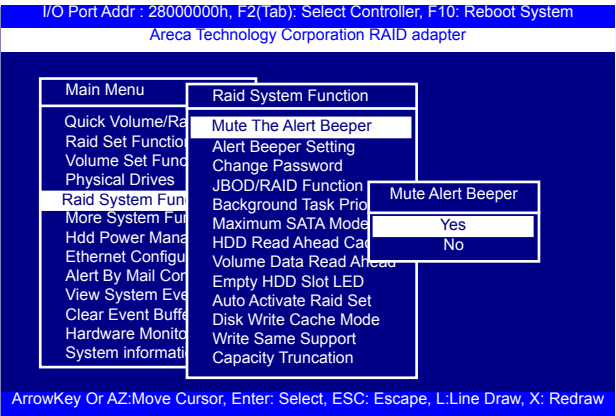 I/O Port Addr : 28000000h, F2(Tab): Select Controller, F10: Reboot System
Areca Technology Corporation RAID adapter
Main Menu
Quick Volume/Ra
Raid Set Function
Volume Set Func
Physical Drives
Raid System Fun
More System Fun
Hdd Power Mana
Ethernet Configu
Alert By Mail Con
View System Eve
Clear Event Buffe
Hardware Monito
System informati
Raid System Function
Mute The Alert Beeper
Alert Beeper Setting
Change Password
JBOD/RAID Function
Background Task Prio
Maximum SATA Mode
HDD Read Ahead Cac
Volume Data Read Ahead
Empty HDD Slot LED
Auto Activate Raid Set
Disk Write Cache Mode
Write Same Support
Capacity Truncation
Mute Alert Beeper
Yes
No
ArrowKey Or AZ:Move Cursor, Enter: Select, ESC: Escape, L:Line Draw, X: Redraw